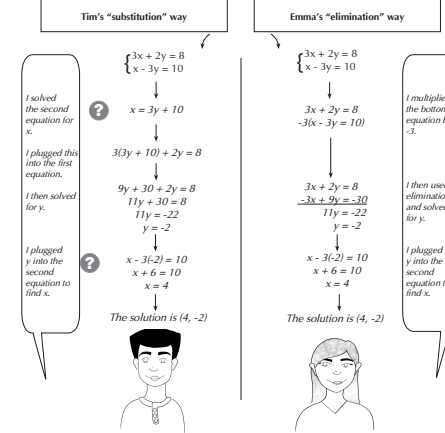 Tim's "substitution" way
Emma's "elimination" way
{3x + 2y = 8
x - 3y = 10
I solved
the second
equation for
x.
?
x = 3y + 10
I plugged this
into the first
equation.
3(3y + 10) + 2y = 8
I then solved
for y.
9y + 30 + 2y = 8
11y + 30 = 8
11y = -22
y = -2
I plugged
y into the
second
equation to
find x.
?
x - 3(-2) = 10
x + 6 = 10
x = 4
The solution is (4, -2)
{3x + 2y = 8
x - 3y = 10
3x + 2y = 8
-3(x - 3y = 10)
3x + 2y = 8
-3x + 9y = -30
11y = -22
y = -2
x - 3(-2) = 10
x + 6 = 10
x = 4
The solution is (4, -2)
I multiplie
the bottom
equation b
-3.
I then used
elimination
and solved
for y.
I plugged
y into the
second
equation t
find x.